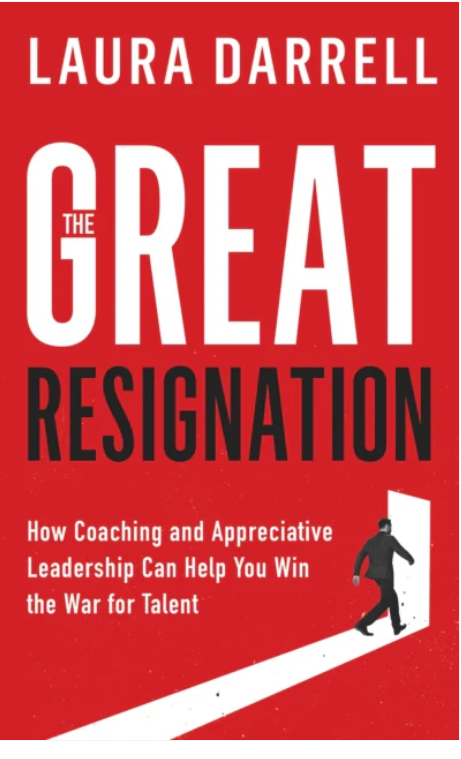 LAURA DARRELL
THE
GREAT
RESIGNATION
How Coaching and Appreciative
Leadership Can Help You Win
the War for Talent